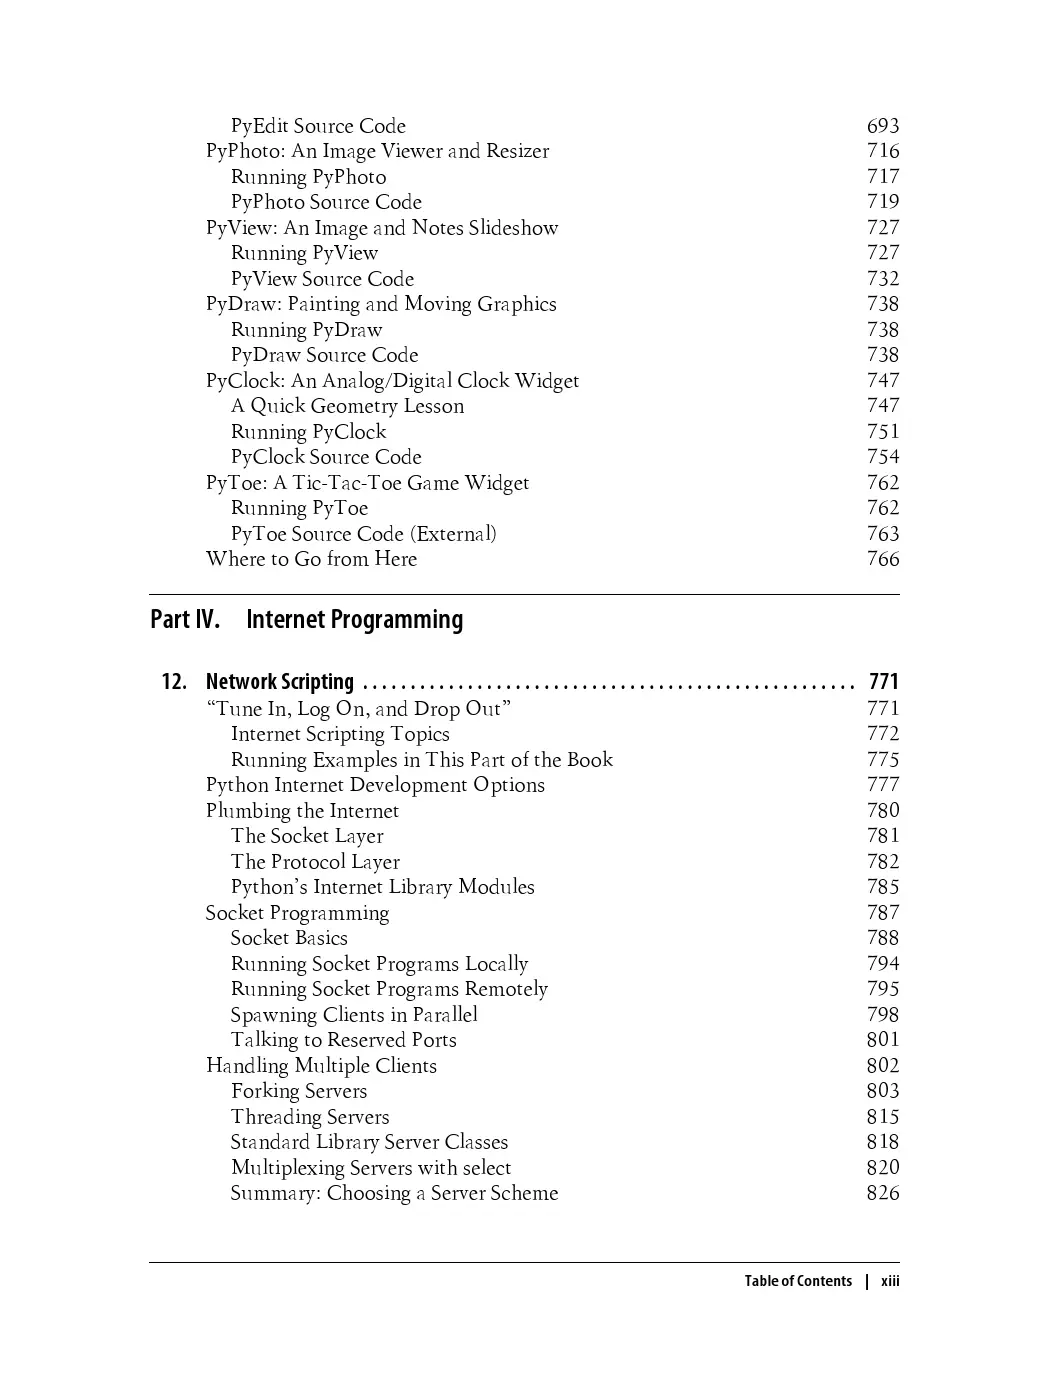 PyEdit Source Code 693
PyPhoto: An Image Viewer and Resizer 716
Running PyPhoto 717
PyPhoto Source Code 719
PyView: An Image and Notes Slideshow 727
Running PyView 727
PyView Source Code 732
PyDraw: Painting and Moving Graphics 738
Running PyDraw 738
PyDraw Source Code 738
PyClock: An Analog/Digital Clock Widget 747
A Quick Geometry Lesson 747
Running PyClock 751
PyClock Source Code 754
PyToe: A Tic-Tac-Toe Game Widget 762
Running PyToe 762
PyToe Source Code (External) 763
Where to Go from Here 766
Part IV. Internet Programming
12. Network Scripting . . . . . . . . . . . . . . . . . . . . . . . . . . . . . . . . . . . . . . . . . . . . . . . . . . . . 771
“Tune In, Log On, and Drop Out” 771
Internet Scripting Topics 772
Running Examples in This Part of the Book 775
Python Internet Development Options 777
Plumbing the Internet 780
The Socket Layer 781
The Protocol Layer 782
Python’s Internet Library Modules 785
Socket Programming 787
Socket Basics 788
Running Socket Programs Locally 794
Running Socket Programs Remotely 795
Spawning Clients in Parallel 798
Talking to Reserved Ports 801
Handling Multiple Clients 802
Forking Servers 803
Threading Servers 815
Standard Library Server Classes 818
Multiplexing Servers with select 820
Summary: Choosing a Server Scheme 826
Table of Contents | xiii